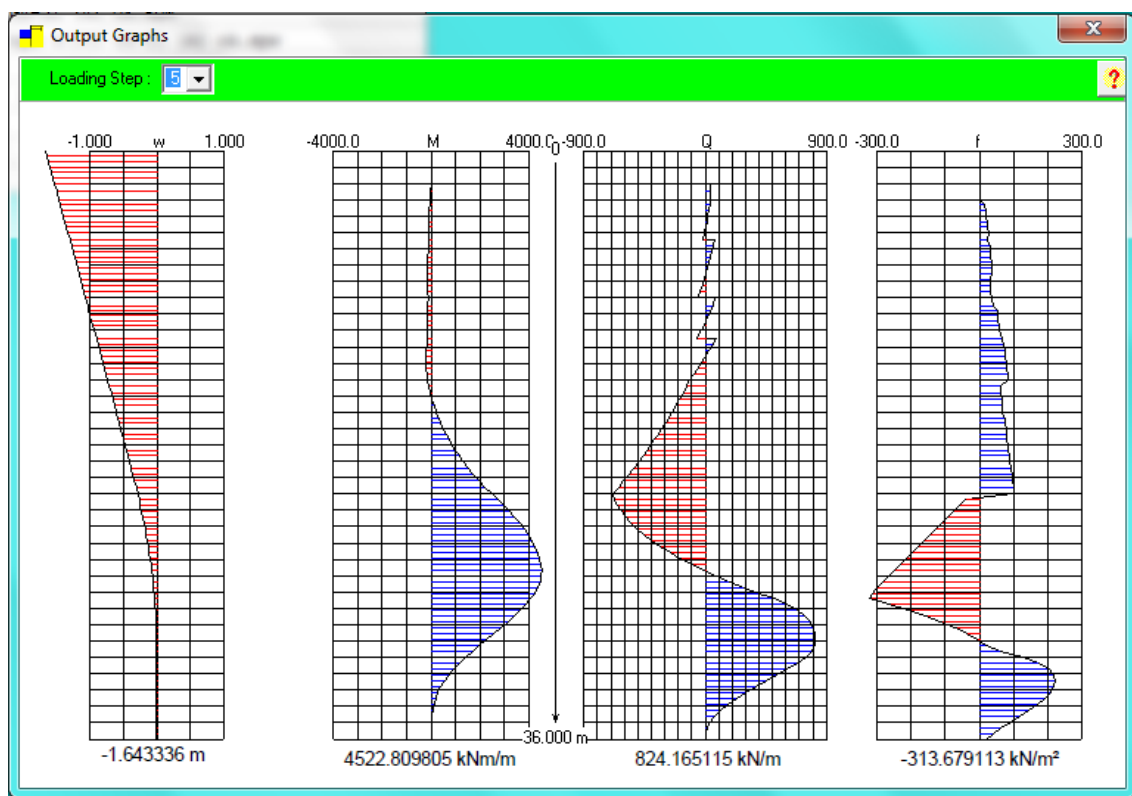 Output Graphs
Loading Step : 5
-1.000 w 1.000
-4000.0 M 4000.0
0
-900.0 Q 900.0
-300.0 f 300.0
36.000 m
-1.643336 m
4522.809805 kNm/m
824.165115 kN/m
-313.679113 kN/m²